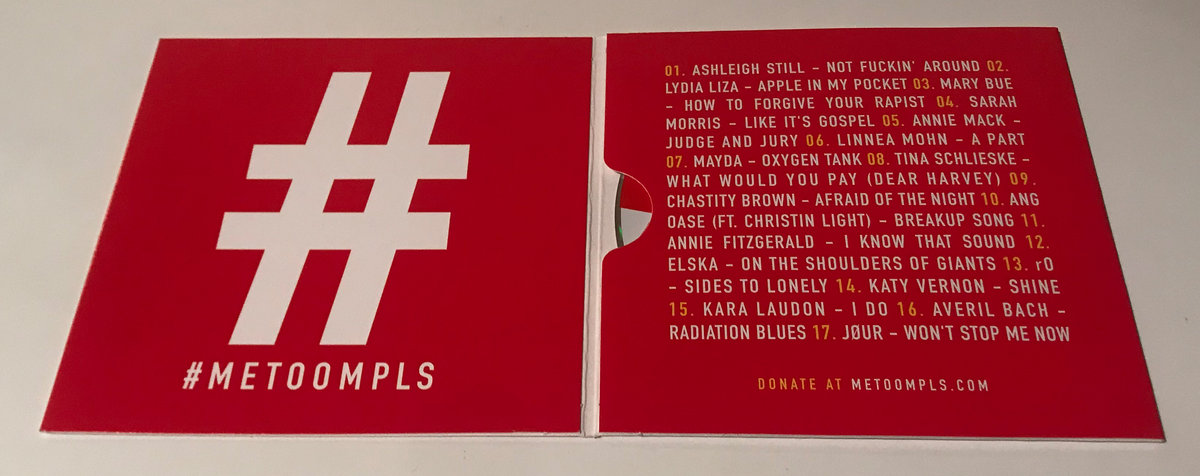 #
#METOOMPLS
01. ASHLEIGH STILL – NOT FUCKIN' AROUND 02.
LYDIA LIZA – APPLE IN MY POCKET 03. MARY BUE
– HOW TO FORGIVE YOUR RAPIST 04. SARAH
MORRIS – LIKE IT'S GOSPEL 05. ANNIE MACK –
JUDGE AND JURY 06. LINNEA MOHN – A PART
07. MAYDA – OXYGEN TANK 08. TINA SCHLIESKE –
WHAT WOULD YOU PAY (DEAR HARVEY) 09.
CHASTITY BROWN – AFRAID OF THE NIGHT 10. ANG
OASE (FT. CHRISTIN LIGHT) – BREAKUP SONG 11.
ANNIE FITZGERALD – I KNOW THAT SOUND 12.
ELSKA – ON THE SHOULDERS OF GIANTS 13. rO
– SIDES TO LONELY 14. KATY VERNON – SHINE
15. KARA LAUDON – I DO 16. AVERIL BACH –
RADIATION BLUES 17. JØUR – WON'T STOP ME NOW
DONATE AT METOOMPLS.COM